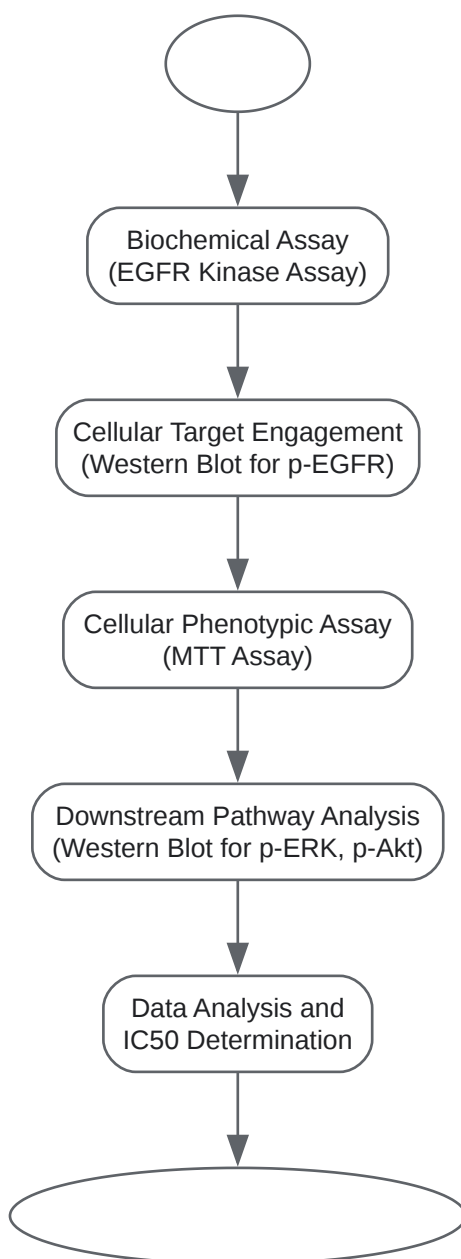 Biochemical Assay
(EGFR Kinase Assay)
Cellular Target Engagement
(Western Blot for p-EGFR)
Cellular Phenotypic Assay
(MTT Assay)
Downstream Pathway Analysis
(Western Blot for p-ERK, p-Akt)
Data Analysis and
IC50 Determination